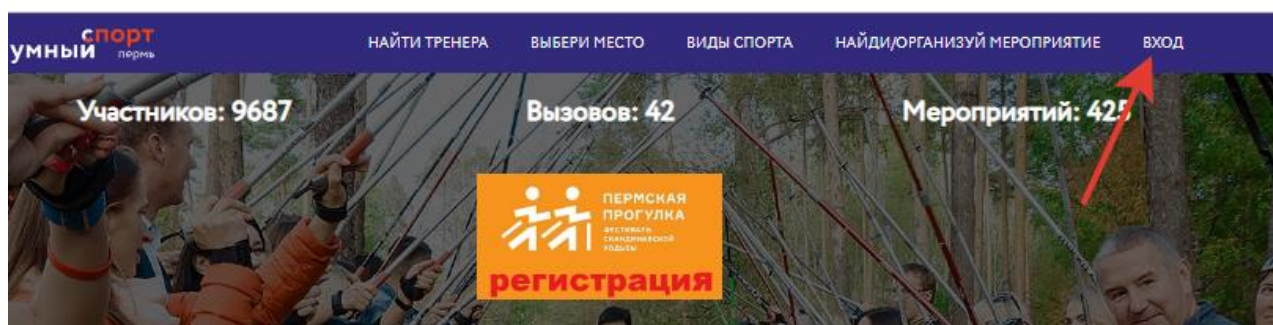 умный спорт
пермь
НАЙТИ ТРЕНЕРА ВЫБЕРИ МЕСТО ВИДЫ СПОРТА НАЙДИ/ОРГАНИЗУЙ МЕРОПРИЯТИЕ ВХОД
Участников: 9687 Вызовов: 42 Мероприятий: 425
ПЕРМСКАЯ
ПРОГУЛКА
ФЕСТИВАЛЬ
СКАНДИНАВСКОЙ
ХОДЬБЫ
регистрация